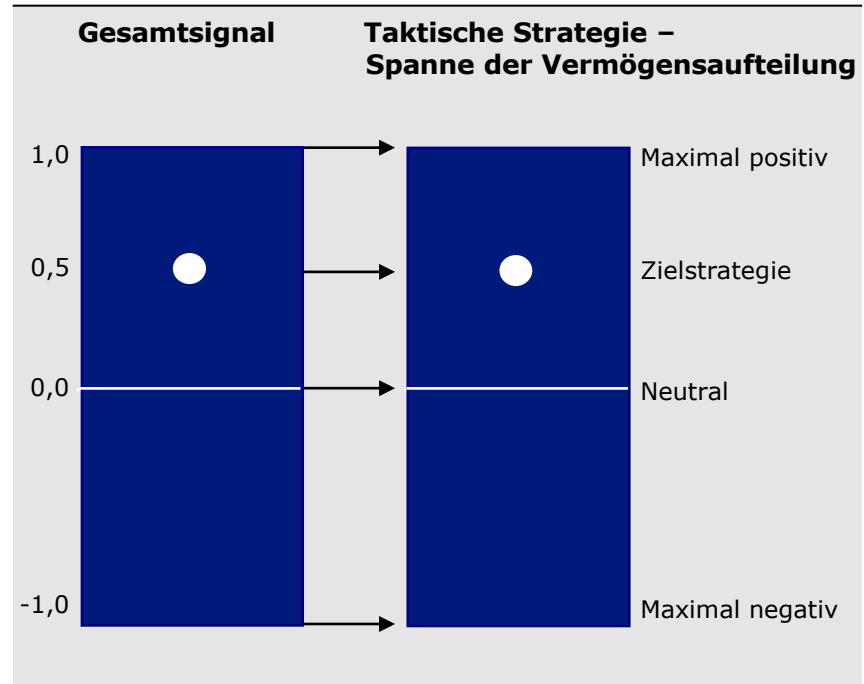 Gesamtsignal
Taktische Strategie –
Spanne der Vermögensaufteilung
1,0
Maximal positiv
0,5
Zielstrategie
0,0
Neutral
-1,0
Maximal negativ